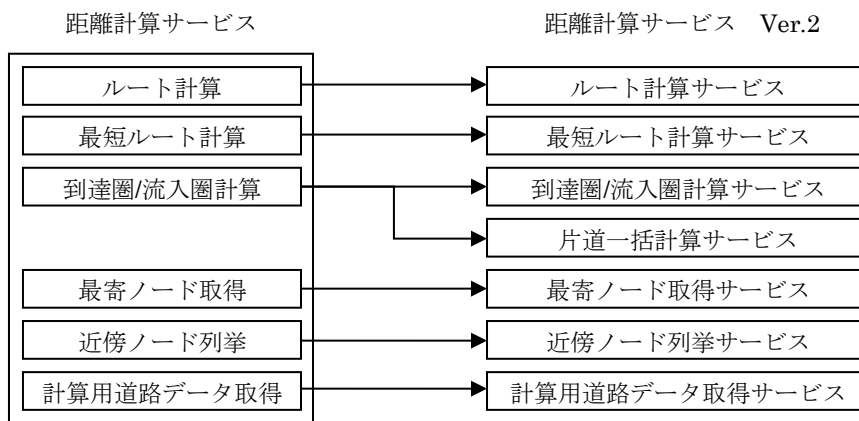 距離計算サービス
距離計算サービス Ver.2
ルート計算
ルート計算サービス
最短ルート計算
最短ルート計算サービス
到達圏/流入圏計算
到達圏/流入圏計算サービス
片道一括計算サービス
最寄ノード取得
最寄ノード取得サービス
近傍ノード列挙
近傍ノード列挙サービス
計算用道路データ取得
計算用道路データ取得サービス